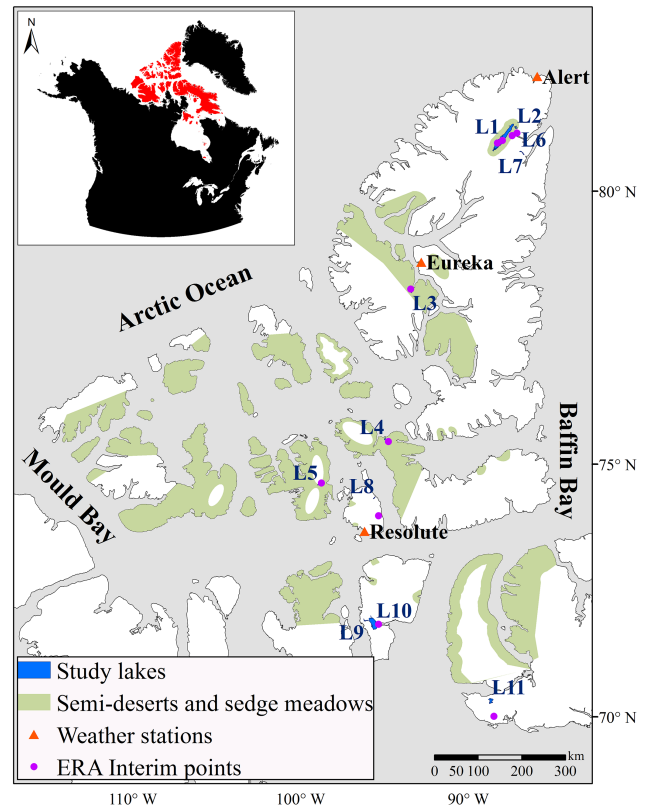 N
Alert
L1
L2
L6
L7
80° N
Eureka
Arctic Ocean
L3
Baffin Bay
L4
Mould Bay
L5
75° N
L8
Resolute
L10
L9
Study lakes
Semi-deserts and sedge meadows
L11
Weather stations
70° N
ERA Interim points
km
0 50 100 200 300
110° W 100° W 90° W